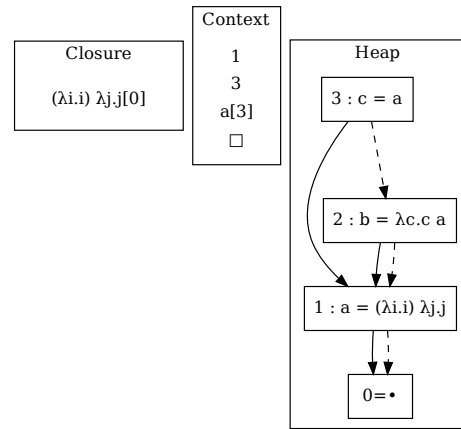 Closure
(λi.i) λj.j[0]
Context
1
3
a[3]
□
Heap
3 : c = a
2 : b = λc.c a
1 : a = (λi.i) λj.j
0=•